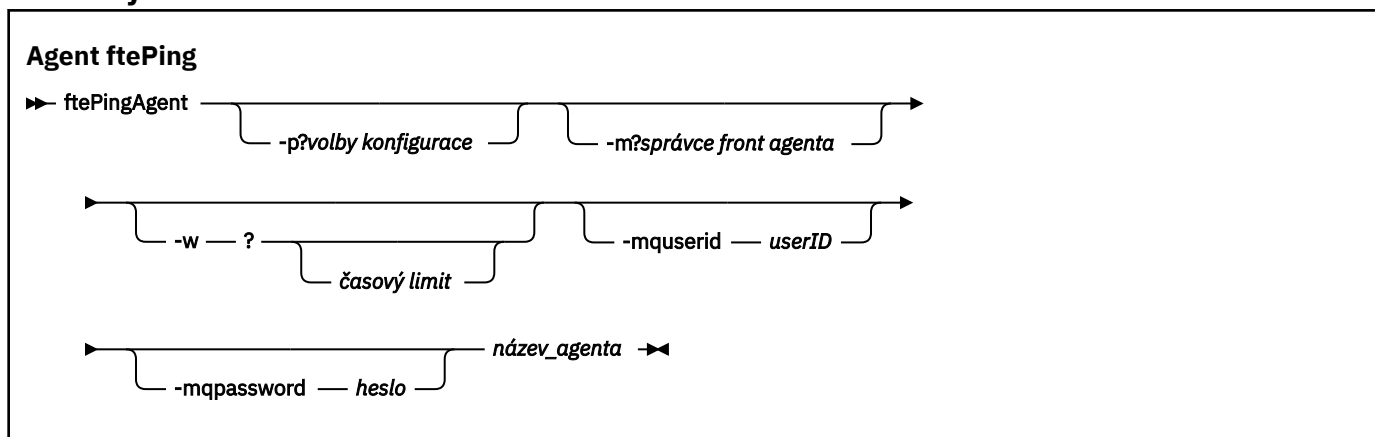 Agent ftePing
ftePingAgent
-p?volby konfigurace
-m?správce front agenta
-w ?
časový limit
-mquserid userID
-mqpassword heslo
název_agenta